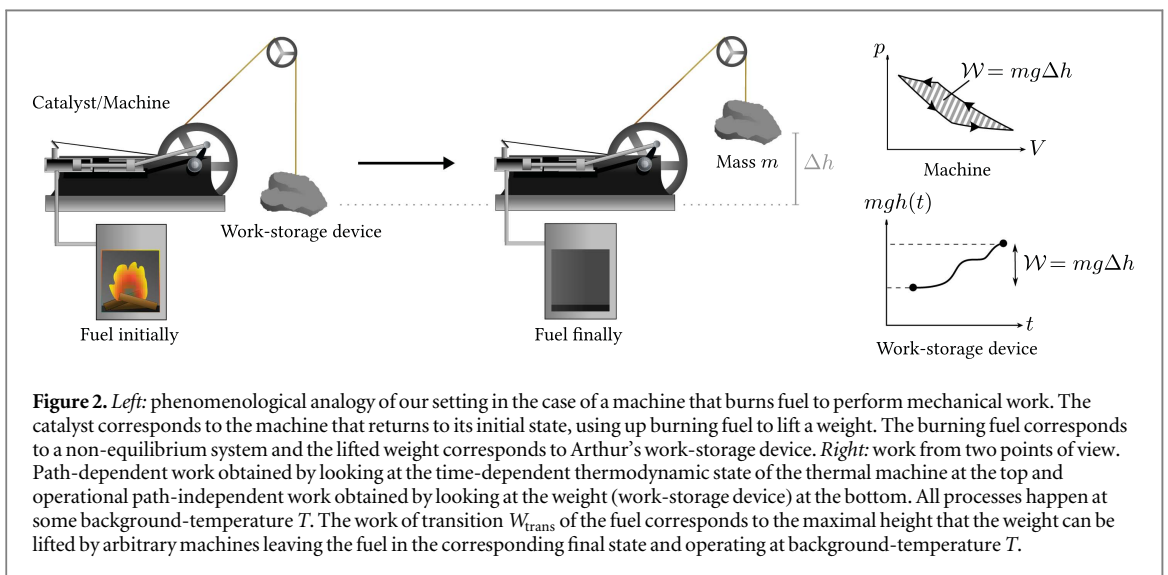 Catalyst/Machine
Work-storage device
Fuel initially
Mass m
Δh
Fuel finally
p
𝒲 = mgΔh
V
Machine
mgh(t)
𝒲 = mgΔh
t
Work-storage device
Figure 2. Left: phenomenological analogy of our setting in the case of a machine that burns fuel to perform mechanical work. The
catalyst corresponds to the machine that returns to its initial state, using up burning fuel to lift a weight. The burning fuel corresponds
to a non-equilibrium system and the lifted weight corresponds to Arthur's work-storage device. Right: work from two points of view.
Path-dependent work obtained by looking at the time-dependent thermodynamic state of the thermal machine at the top and
operational path-independent work obtained by looking at the weight (work-storage device) at the bottom. All processes happen at
some background-temperature T. The work of transition W_trans of the fuel corresponds to the maximal height that the weight can be
lifted by arbitrary machines leaving the fuel in the corresponding final state and operating at background-temperature T.